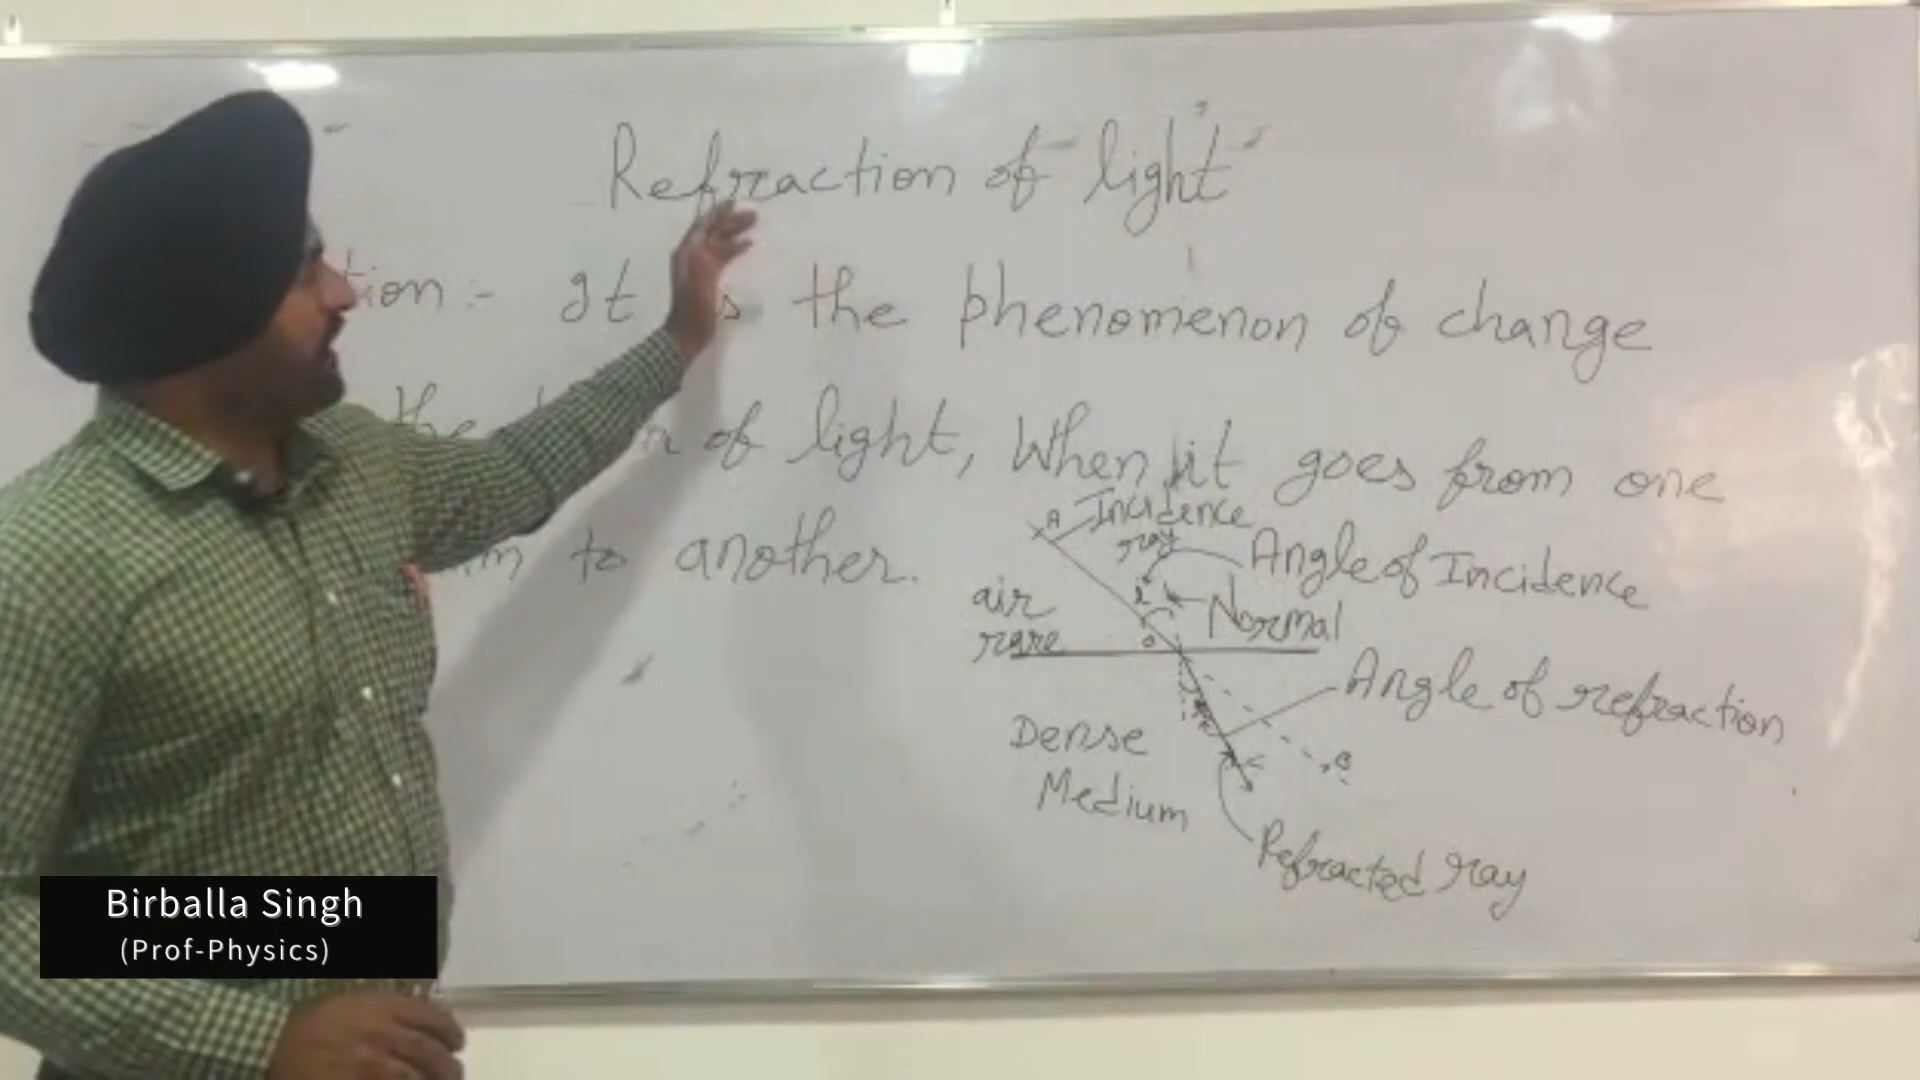 Refraction of "light"
tion :- It is the phenomenon of change
the of light, When it goes from one
to another.
A Incidence
ray
Angle of Incidence
air
rare
i
Normal
O
Angle of refraction
Dense
Medium
B
C
Refracted ray
Birballa Singh
(Prof-Physics)